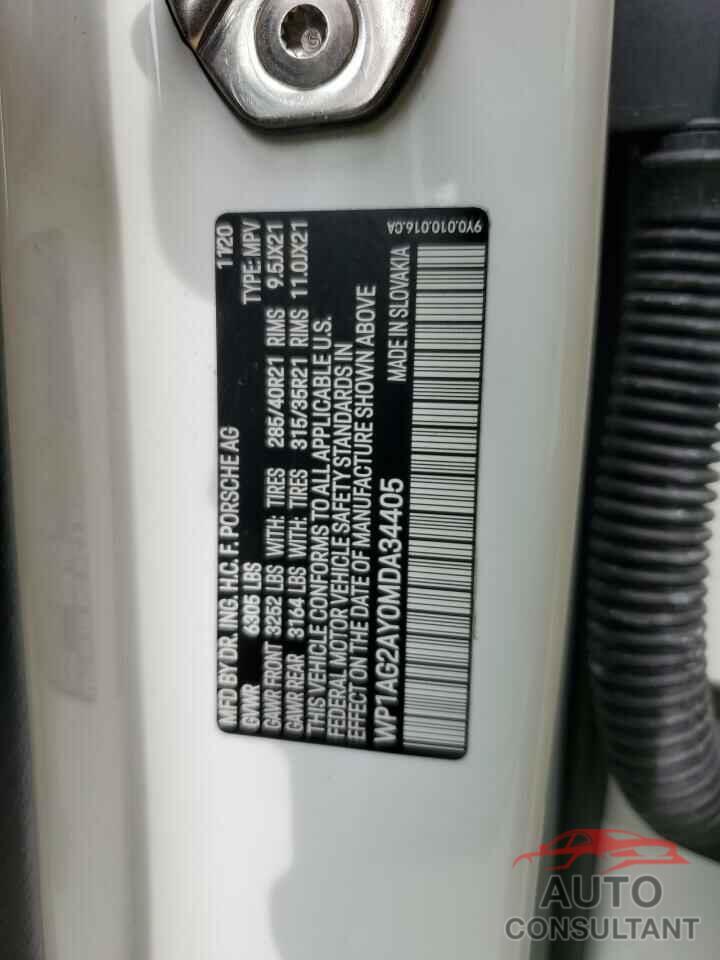 MFD BY DR. ING. H.C. F. PORSCHE AG 1120
GVWR 6305 LBS TYPE: MPV
GAWR FRONT 3252 LBS WITH: TIRES 285/40R21 RIMS 9.5JX21
GAWR REAR 3164 LBS WITH: TIRES 315/35R21 RIMS 11.0JX21
THIS VEHICLE CONFORMS TO ALL APPLICABLE U.S.
FEDERAL MOTOR VEHICLE SAFETY STANDARDS IN
EFFECT ON THE DATE OF MANUFACTURE SHOWN ABOVE
WP1AG2AY0MDA34405 MADE IN SLOVAKIA
9Y0.010.016.CA
AUTO
CONSULTANT